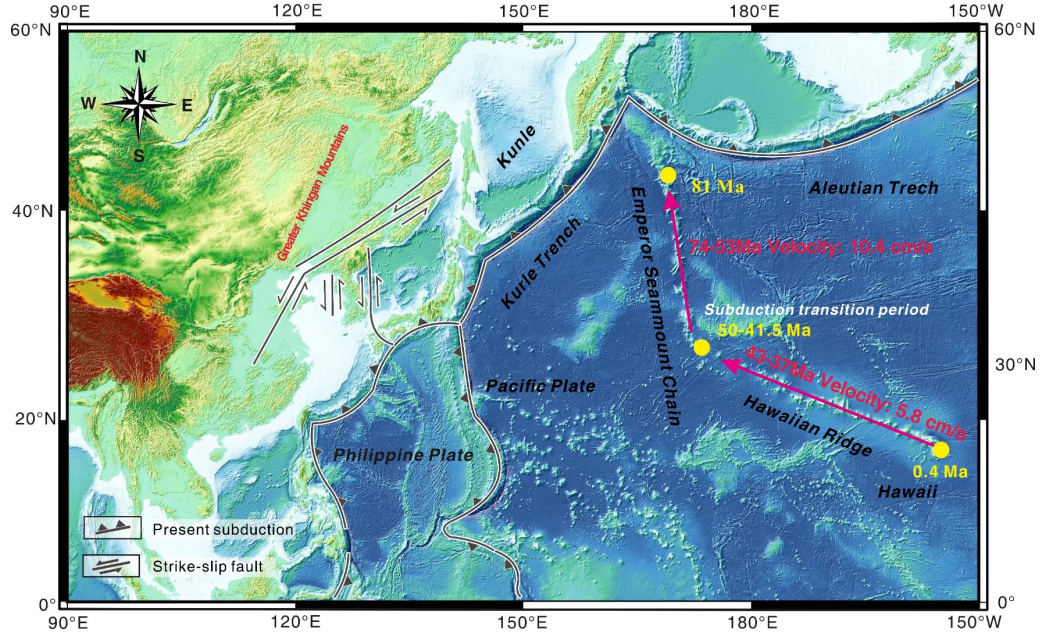 90°E 120°E 150°E 180°E 150°W
60°N 60°N
N
W E
S
Greater Khingan Mountains
Kunle
81 Ma
Aleutian Trech
40°N
Emperor Seammount Chain
74-53Ma Velocity: 10.4 cm/a
Kurle Trench
Subduction transition period
50-41.5 Ma
30°N
43-37Ma Velocity: 5.8 cm/a
Pacific Plate
Hawaiian Ridge
20°N
Philippine Plate
0.4 Ma
Hawaii
Present subduction
Strike-slip fault
0° 0°
90°E 120°E 150°E 180°E 150°W